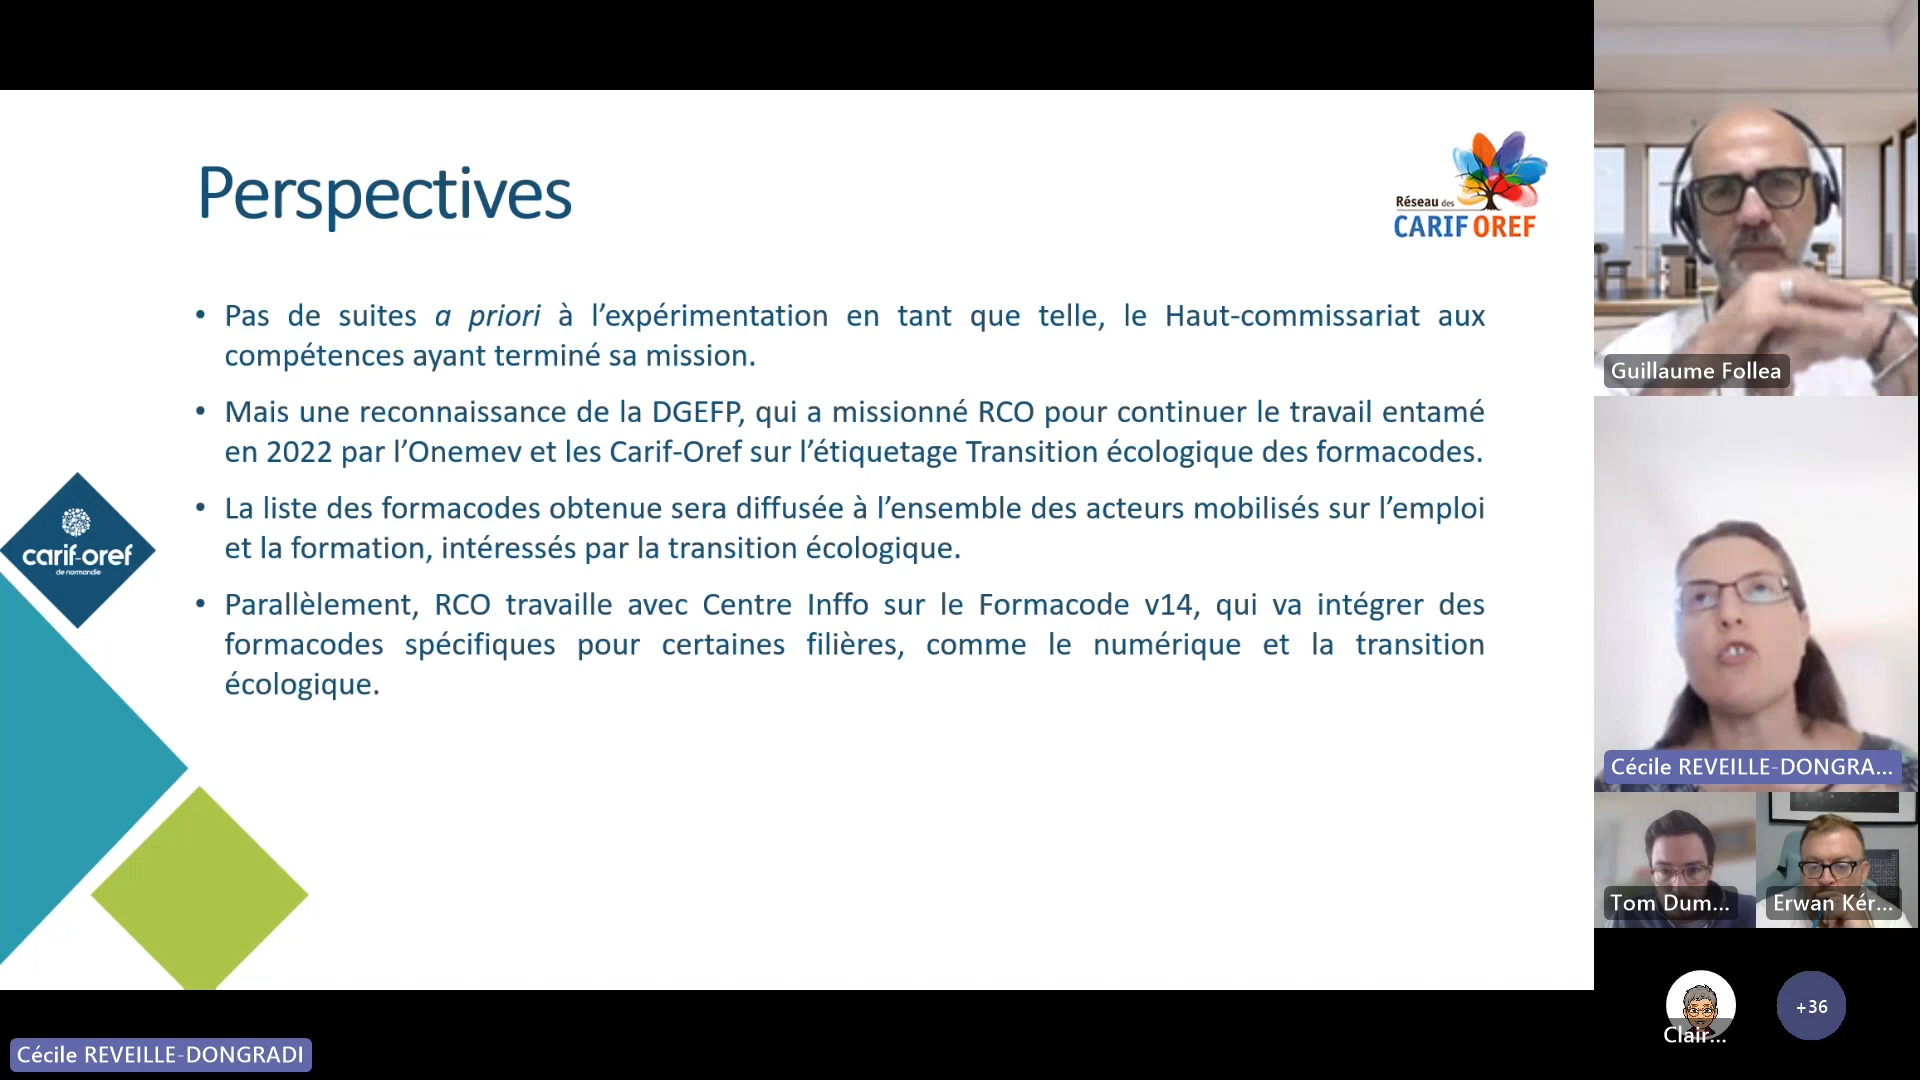 Perspectives
Réseau des
CARIF OREF
• Pas de suites a priori à l’expérimentation en tant que telle, le Haut-commissariat aux
compétences ayant terminé sa mission.
• Mais une reconnaissance de la DGEFP, qui a missionné RCO pour continuer le travail entamé
en 2022 par l’Onemev et les Carif-Oref sur l’étiquetage Transition écologique des formacodes.
• La liste des formacodes obtenue sera diffusée à l’ensemble des acteurs mobilisés sur l’emploi
et la formation, intéressés par la transition écologique.
• Parallèlement, RCO travaille avec Centre Inffo sur le Formacode v14, qui va intégrer des
formacodes spécifiques pour certaines filières, comme le numérique et la transition
écologique.
carif-oref
de normandie
Guillaume Follea
Cécile REVEILLE-DONGRA...
Tom Dum...
Erwan Kér...
Clair...
+36
Cécile REVEILLE-DONGRADI